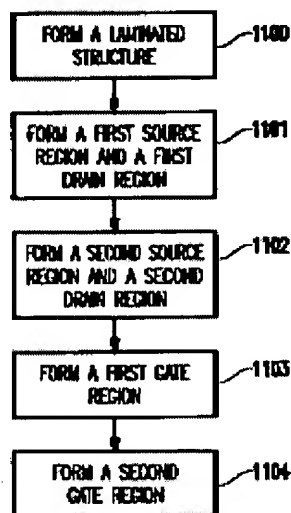 FORM A LAMINATED
STRUCTURE
1100
FORM A FIRST SOURCE
REGION AND A FIRST
DRAIN REGION
1101
FORM A SECOND SOURCE
REGION AND A SECOND
DRAIN REGION
1102
FORM A FIRST GATE
REGION
1103
FORM A SECOND
GATE REGION
1104